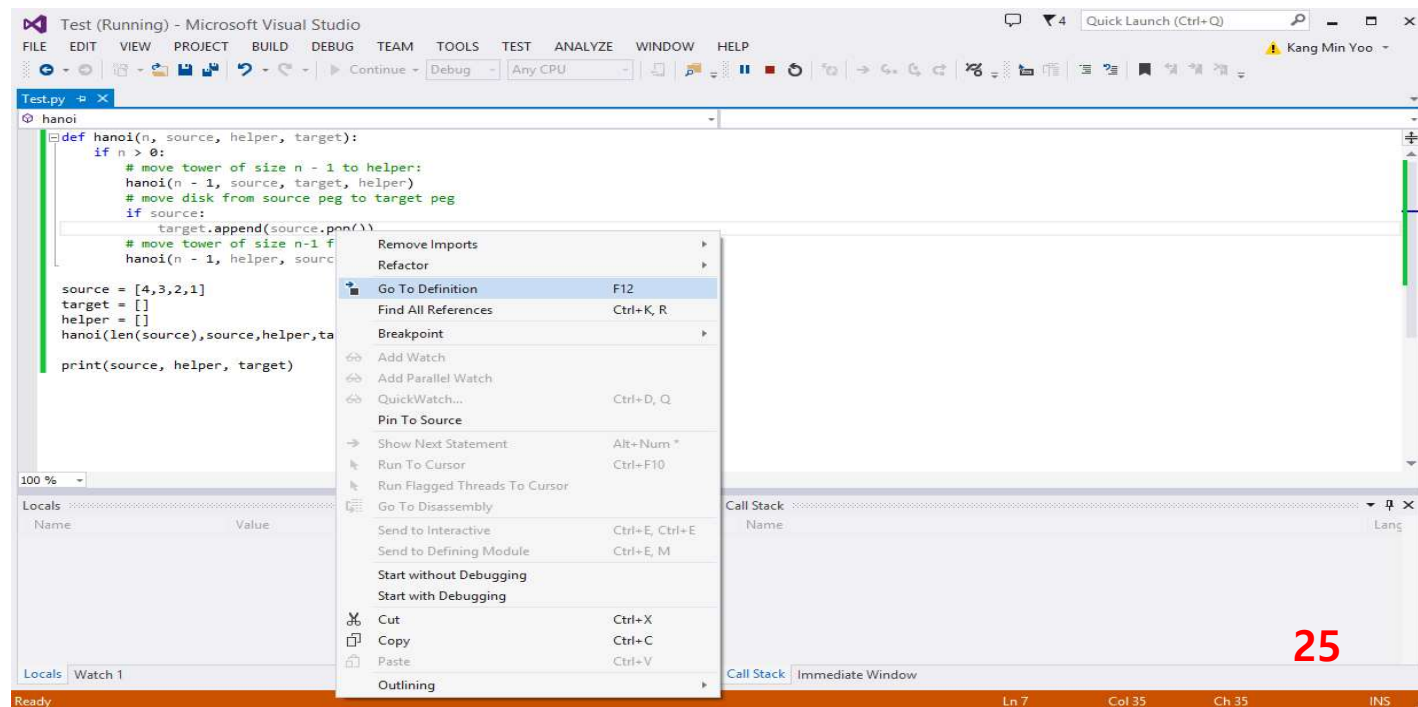 Test (Running) - Microsoft Visual Studio
4
Quick Launch (Ctrl+Q)
FILE EDIT VIEW PROJECT BUILD DEBUG TEAM TOOLS TEST ANALYZE WINDOW HELP
Kang Min Yoo
Continue Debug Any CPU
Test.py
hanoi
def hanoi(n, source, helper, target):
if n > 0:
# move tower of size n - 1 to helper:
hanoi(n - 1, source, target, helper)
# move disk from source peg to target peg
if source:
target.append(source.pop())
# move tower of size n-1 f
hanoi(n - 1, helper, sourc
source = [4,3,2,1]
target = []
helper = []
hanoi(len(source),source,helper,ta
print(source, helper, target)
Remove Imports
Refactor
Go To Definition F12
Find All References Ctrl+K, R
Breakpoint
Add Watch
Add Parallel Watch
QuickWatch... Ctrl+D, Q
Pin To Source
Show Next Statement Alt+Num *
Run To Cursor Ctrl+F10
Run Flagged Threads To Cursor
Go To Disassembly
Send to Interactive Ctrl+E, Ctrl+E
Send to Defining Module Ctrl+E, M
Start without Debugging
Start with Debugging
Cut Ctrl+X
Copy Ctrl+C
Paste Ctrl+V
Outlining
100 %
Locals
Name Value
Call Stack
Name Lang
25
Locals Watch 1
Call Stack Immediate Window
Ready Ln 7 Col 35 Ch 35 INS